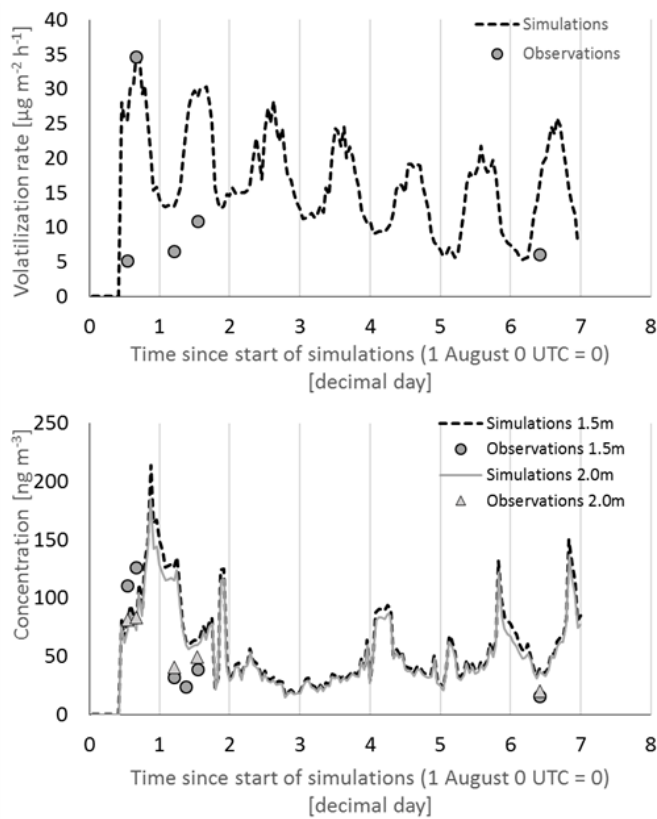 Volatilization rate [µg m-2 h-1]
40
35
30
25
20
15
10
5
0
Simulations
Observations
0 1 2 3 4 5 6 7 8
Time since start of simulations (1 August 0 UTC = 0)
[decimal day]
Concentration [ng m-3]
250
200
150
100
50
0
Simulations 1.5m
Observations 1.5m
Simulations 2.0m
Observations 2.0m
0 1 2 3 4 5 6 7 8
Time since start of simulations (1 August 0 UTC = 0)
[decimal day]